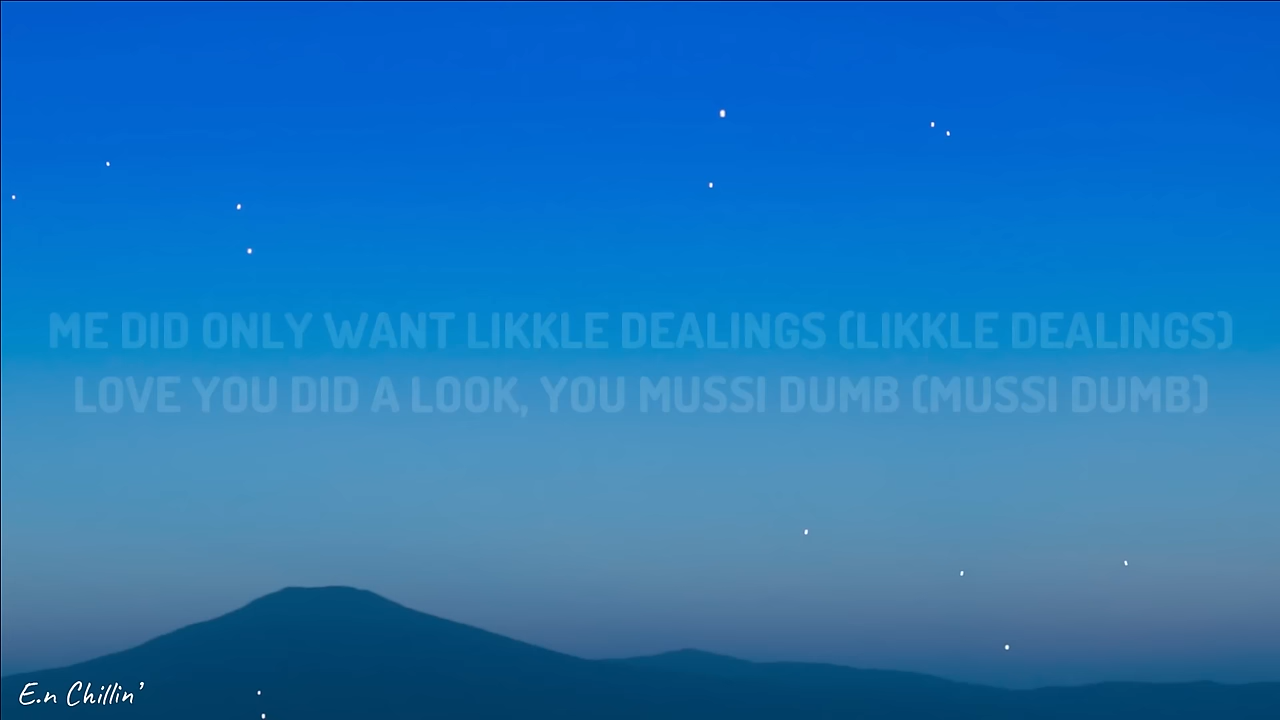 ME DID ONLY WANT LIKKLE DEALINGS (LIKKLE DEALINGS)
LOVE YOU DID A LOOK, YOU MUSSI DUMB (MUSSI DUMB)
E.n Chillin'